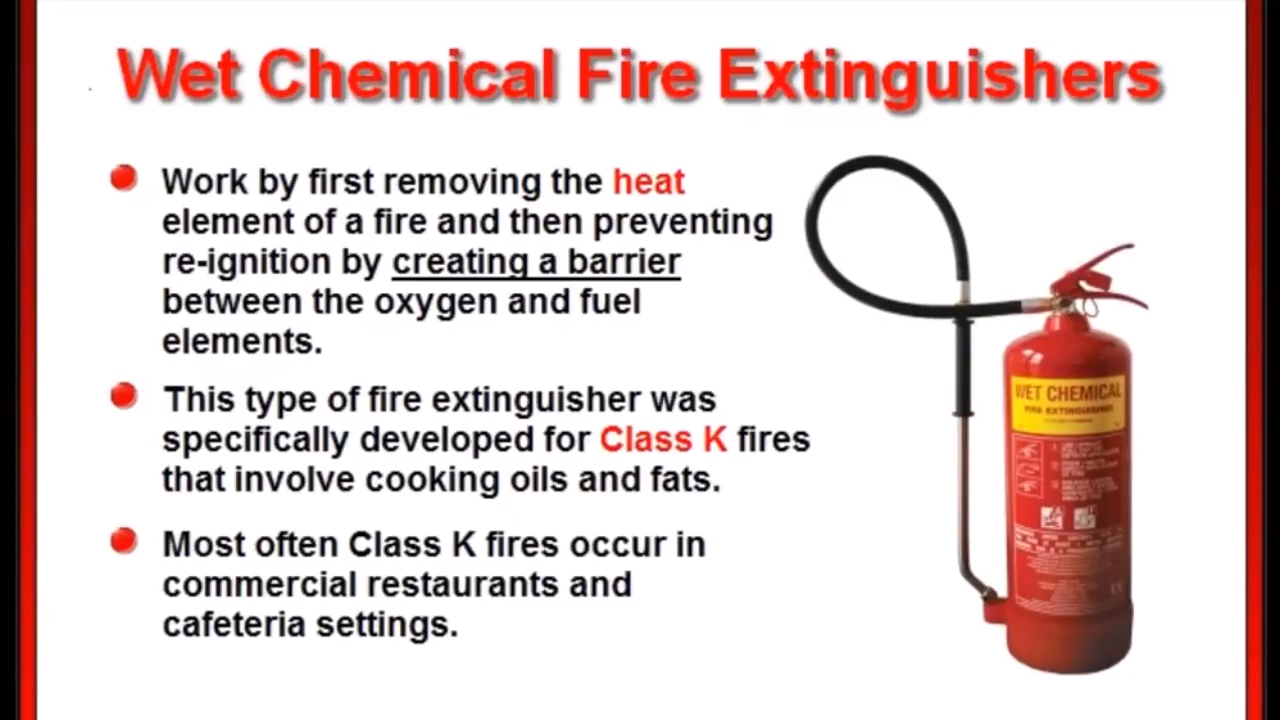 Wet Chemical Fire Extinguishers
Work by first removing the heat
element of a fire and then preventing
re-ignition by creating a barrier
between the oxygen and fuel
elements.
This type of fire extinguisher was
specifically developed for Class K fires
that involve cooking oils and fats.
Most often Class K fires occur in
commercial restaurants and
cafeteria settings.
WET CHEMICAL
FIRE EXTINGUISHER